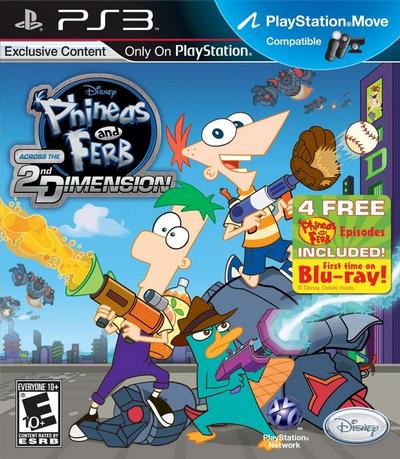 PS3
PlayStation®Move
Compatible
Exclusive Content Only On PlayStation®
Disney
Phineas
and
Ferb
ACROSS THE
2nd Dimension
4 FREE
Phineas and Ferb Episodes
INCLUDED!
First time on
Blu-ray!
© Disney. Details Inside.
EVERYONE 10+
E
10+
CONTENT RATED BY
ESRB
PlayStation®
Network
Disney